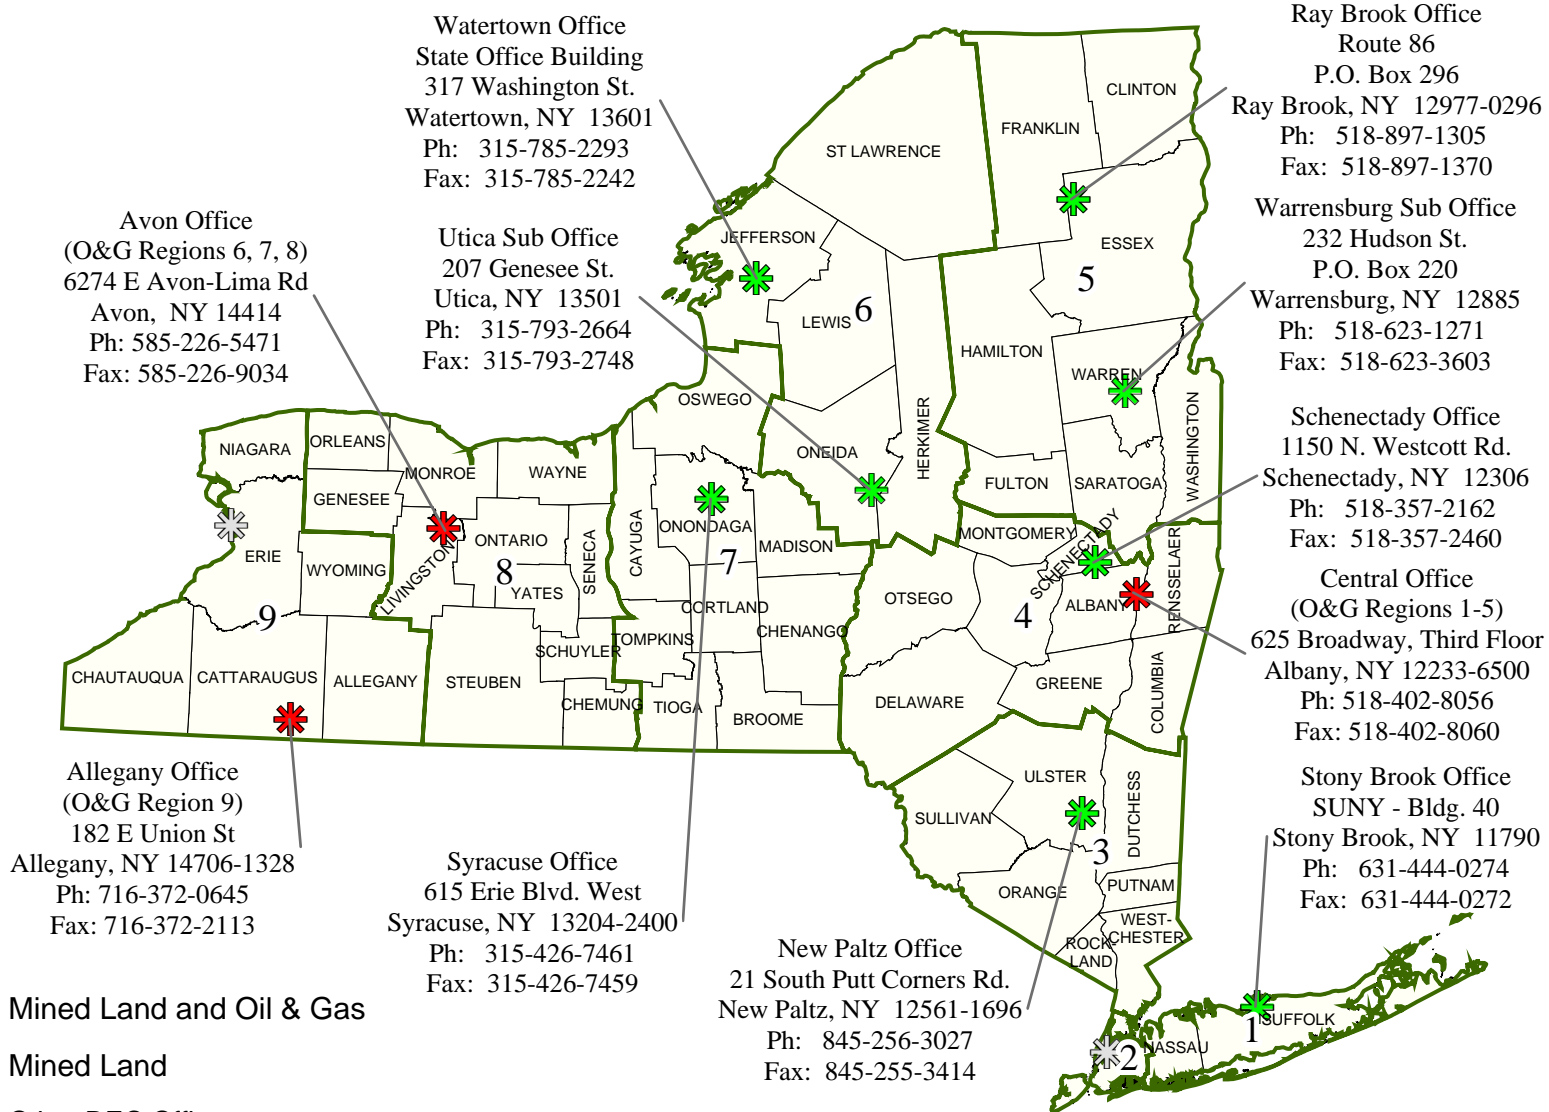 Watertown Office
State Office Building
317 Washington St.
Watertown, NY 13601
Ph: 315-785-2293
Fax: 315-785-2242
Ray Brook Office
Route 86
P.O. Box 296
Ray Brook, NY 12977-0296
Ph: 518-897-1305
Fax: 518-897-1370
Avon Office
(O&G Regions 6, 7, 8)
6274 E Avon-Lima Rd
Avon, NY 14414
Ph: 585-226-5471
Fax: 585-226-9034
Utica Sub Office
207 Genesee St.
Utica, NY 13501
Ph: 315-793-2664
Fax: 315-793-2748
Warrensburg Sub Office
232 Hudson St.
P.O. Box 220
Warrensburg, NY 12885
Ph: 518-623-1271
Fax: 518-623-3603
Schenectady Office
1150 N. Westcott Rd.
Schenectady, NY 12306
Ph: 518-357-2162
Fax: 518-357-2460
Central Office
(O&G Regions 1-5)
625 Broadway, Third Floor
Albany, NY 12233-6500
Ph: 518-402-8056
Fax: 518-402-8060
Allegany Office
(O&G Region 9)
182 E Union St
Allegany, NY 14706-1328
Ph: 716-372-0645
Fax: 716-372-2113
Syracuse Office
615 Erie Blvd. West
Syracuse, NY 13204-2400
Ph: 315-426-7461
Fax: 315-426-7459
New Paltz Office
21 South Putt Corners Rd.
New Paltz, NY 12561-1696
Ph: 845-256-3027
Fax: 845-255-3414
Stony Brook Office
SUNY - Bldg. 40
Stony Brook, NY 11790
Ph: 631-444-0274
Fax: 631-444-0272
CLINTON
FRANKLIN
ST LAWRENCE
JEFFERSON
ESSEX
5
LEWIS
6
HAMILTON
WARREN
HERKIMER
WASHINGTON
OSWEGO
ONEIDA
FULTON
SARATOGA
NIAGARA
ORLEANS
MONROE
WAYNE
GENESEE
ERIE
WYOMING
LIVINGSTON
ONTARIO
8
YATES
SENECA
CAYUGA
ONONDAGA
7
MADISON
MONTGOMERY
SCHENECTADY
RENSSELAER
ALBANY
OTSEGO
4
9
CORTLAND
CHENANGO
TOMPKINS
SCHUYLER
CHAUTAUQUA
CATTARAUGUS
ALLEGANY
STEUBEN
CHEMUNG
TIOGA
BROOME
DELAWARE
GREENE
COLUMBIA
ULSTER
SULLIVAN
DUTCHESS
3
ORANGE
PUTNAM
WEST-
CHESTER
ROCK-
LAND
2
NASSAU
1
SUFFOLK
Mined Land and Oil & Gas
Mined Land